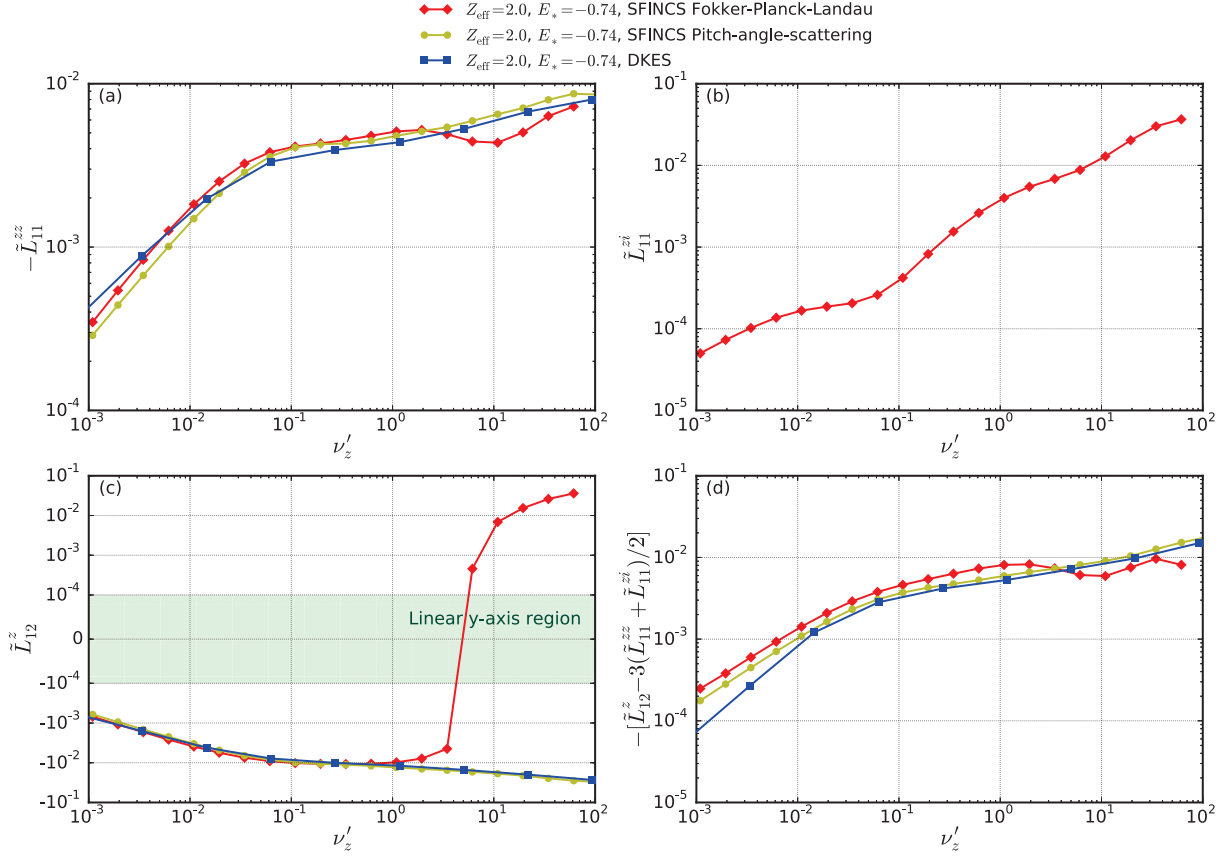 Z_eff=2.0, E_*=−0.74, SFINCS Fokker-Planck-Landau
Z_eff=2.0, E_*=−0.74, SFINCS Pitch-angle-scattering
Z_eff=2.0, E_*=−0.74, DKES
(a)
10^−2
10^−3
10^−4
−L̃_11^zz
10^−3 10^−2 10^−1 10^0 10^1 10^2
ν′_z
(b)
10^−1
10^−2
10^−3
10^−4
10^−5
L̃_11^zi
10^−3 10^−2 10^−1 10^0 10^1 10^2
ν′_z
(c)
10^-1
10^-2
10^-3
10^-4
Linear y-axis region
0
-10^-4
-10^-3
-10^-2
-10^-1
L̃_12^z
10^−3 10^−2 10^−1 10^0 10^1 10^2
ν′_z
(d)
10^−1
10^−2
10^−3
10^−4
10^−5
−[L̃_12^z−3(L̃_11^zz+L̃_11^zi)/2]
10^−3 10^−2 10^−1 10^0 10^1 10^2
ν′_z